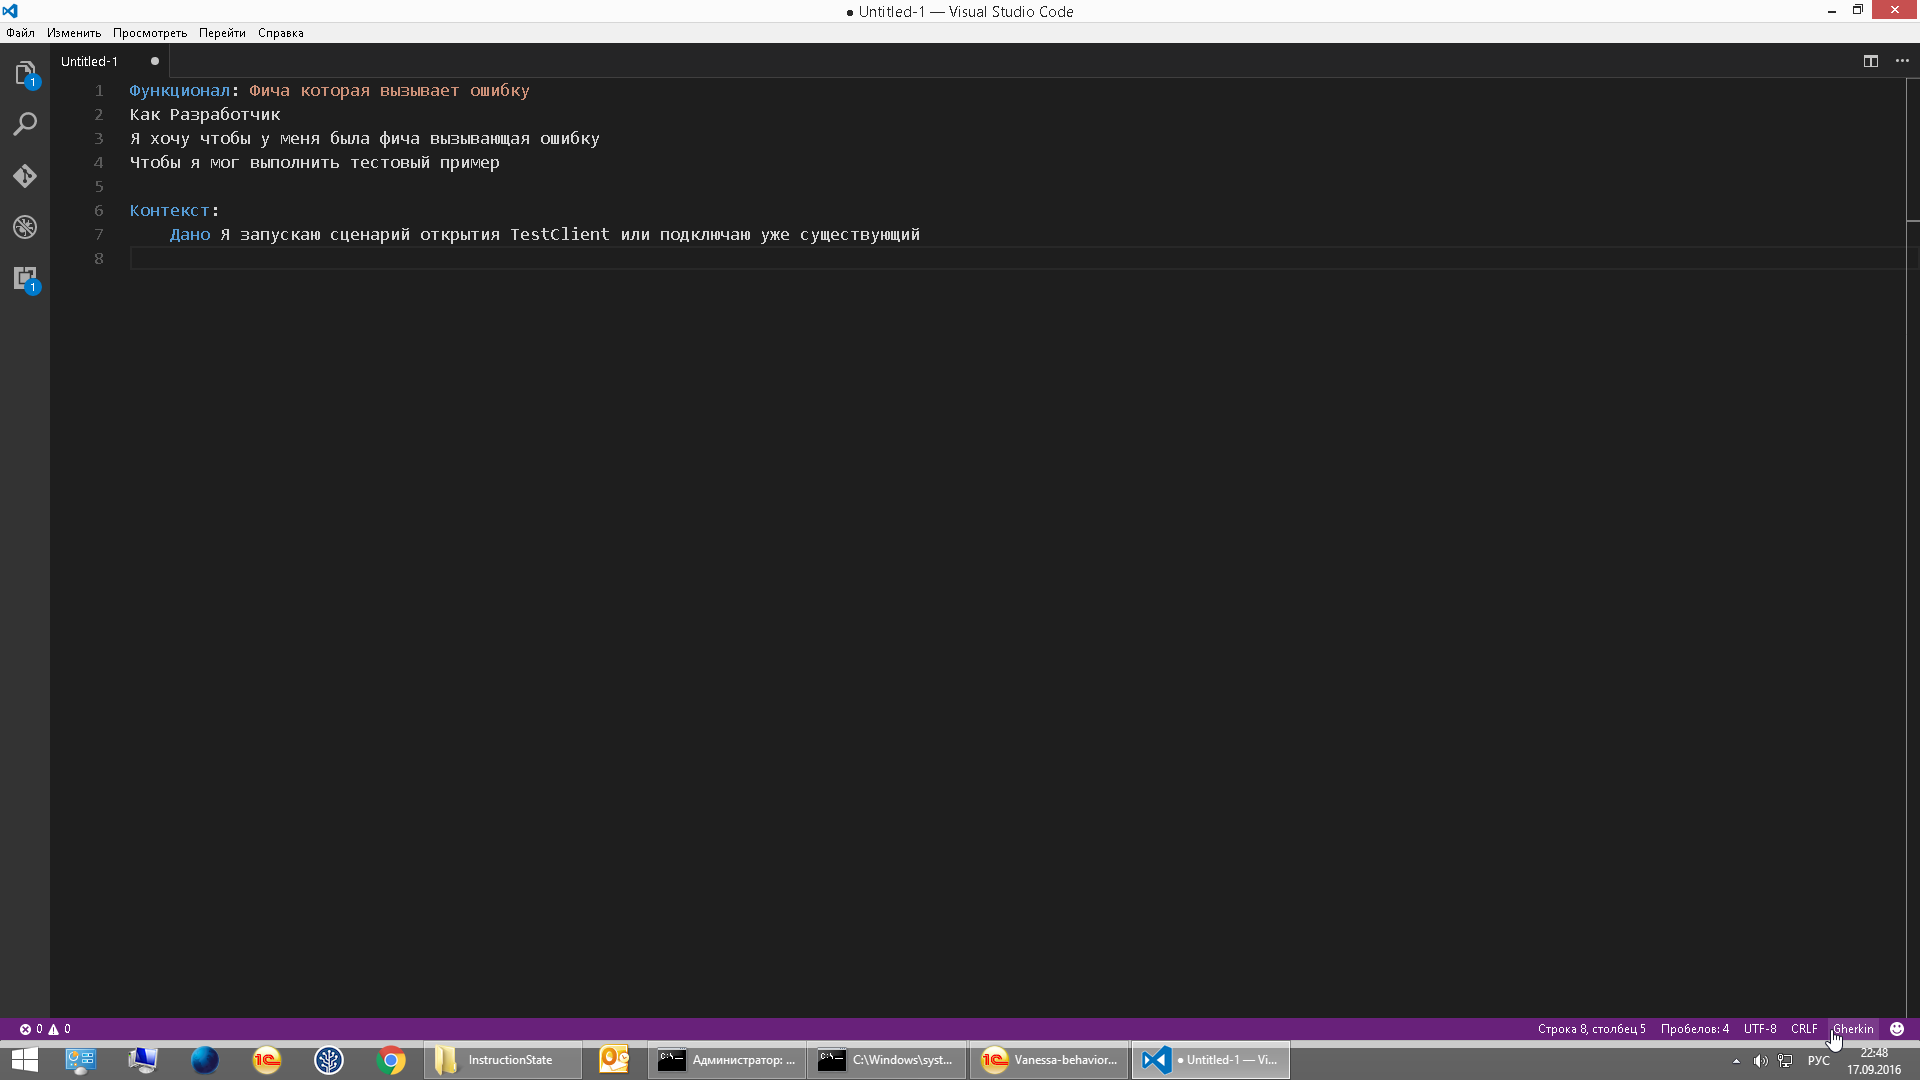 ● Untitled-1 — Visual Studio Code
Файл Изменить Просмотреть Перейти Справка
Untitled-1 ●
1 Функционал: Фича которая вызывает ошибку
2 Как Разработчик
3 Я хочу чтобы у меня была фича вызывающая ошибку
4 Чтобы я мог выполнить тестовый пример
5
6 Контекст:
7 Дано Я запускаю сценарий открытия TestClient или подключаю уже существующий
8
1
1
0 0 Строка 8, столбец 5 Пробелов: 4 UTF-8 CRLF Gherkin
InstructionState Администратор: ... C:\Windows\syst... Vanessa-behavior... ● Untitled-1 — Vi... РУС 22:48
17.09.2016